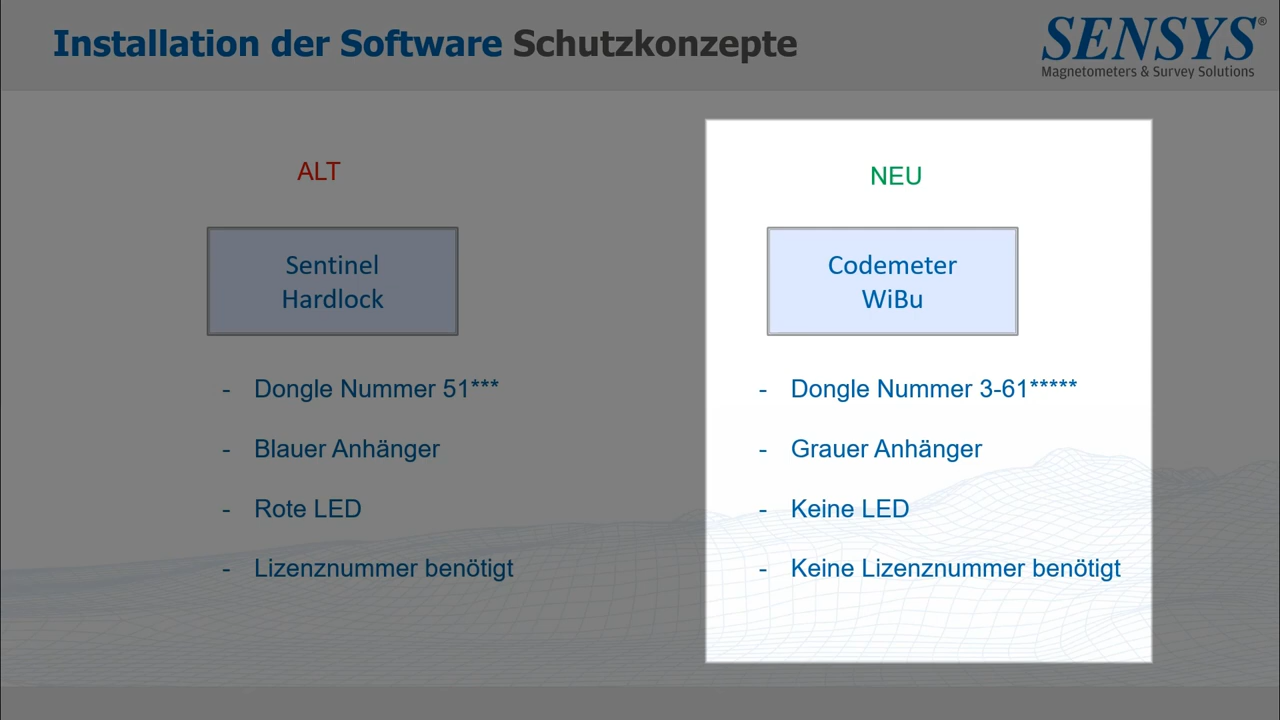 Installation der Software Schutzkonzepte
SENSYS®
Magnetometers & Survey Solutions
ALT
Sentinel
Hardlock
- Dongle Nummer 51***
- Blauer Anhänger
- Rote LED
- Lizenznummer benötigt
NEU
Codemeter
WiBu
- Dongle Nummer 3-61*****
- Grauer Anhänger
- Keine LED
- Keine Lizenznummer benötigt